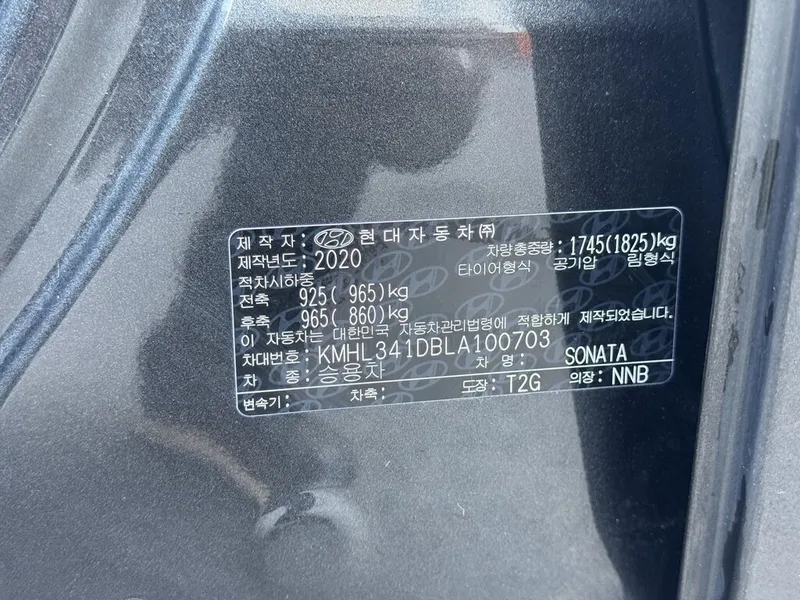 제 작 자 : 현대자동차㈜ 차량총중량: 1745(1825)kg
제작년도: 2020 타이어형식 공기압 림형식
적차시하중
전축 925( 965)kg
후축 965( 860)kg
이 자동차는 대한민국 자동차관리법령에 적합하게 제작되었습니다.
차대번호: KMHL341DBLA100703 차 명: SONATA
차 종: 승용차 도장: T2G 의장: NNB
변속기: 차축: